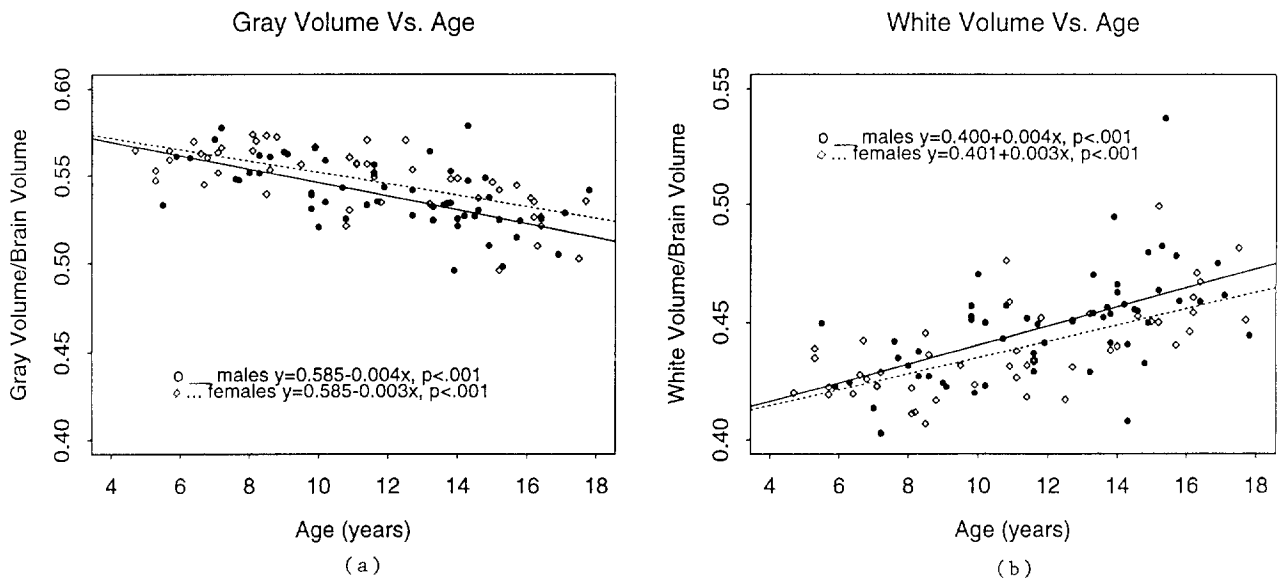 Gray Volume Vs. Age
Gray Volume/Brain Volume
0.60
0.55
0.50
0.45
0.40
o ___ males y=0.585-0.004x, p<.001
◇ ... females y=0.585-0.003x, p<.001
4 6 8 10 12 14 16 18
Age (years)
(a)
White Volume Vs. Age
White Volume/Brain Volume
0.55
0.50
0.45
0.40
o ___ males y=0.400+0.004x, p<.001
◇ ... females y=0.401+0.003x, p<.001
4 6 8 10 12 14 16 18
Age (years)
(b)